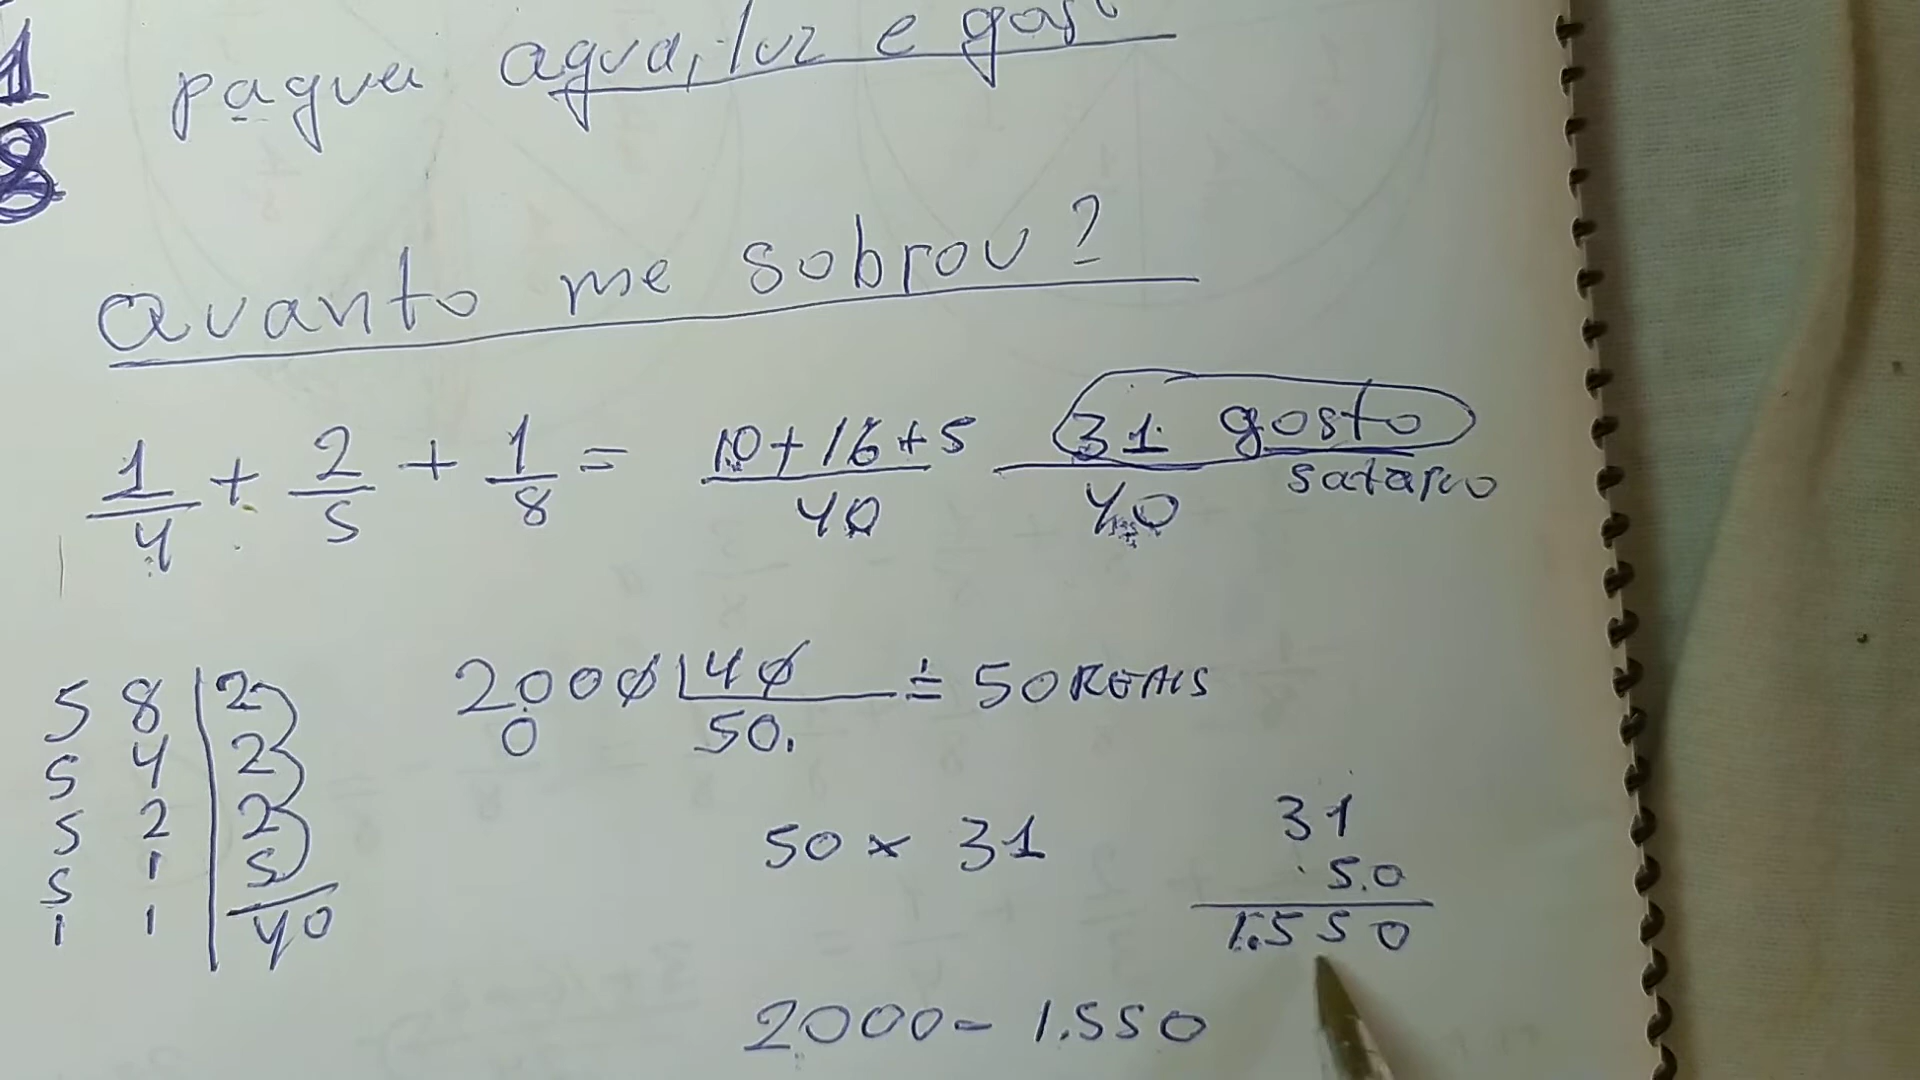 1/8 paguei agua, luz e gas
Quanto me sobrou?
1/4 + 2/5 + 1/8 = 10+16+5/40 31/40 gosto
satario
5 8 | 2
5 4 | 2
5 2 | 2
5 1 | 5
1 1 | 40
2000 | 40 = 50 REAIS
0 50.
50 x 31
31
50
1.550
2000 - 1.550